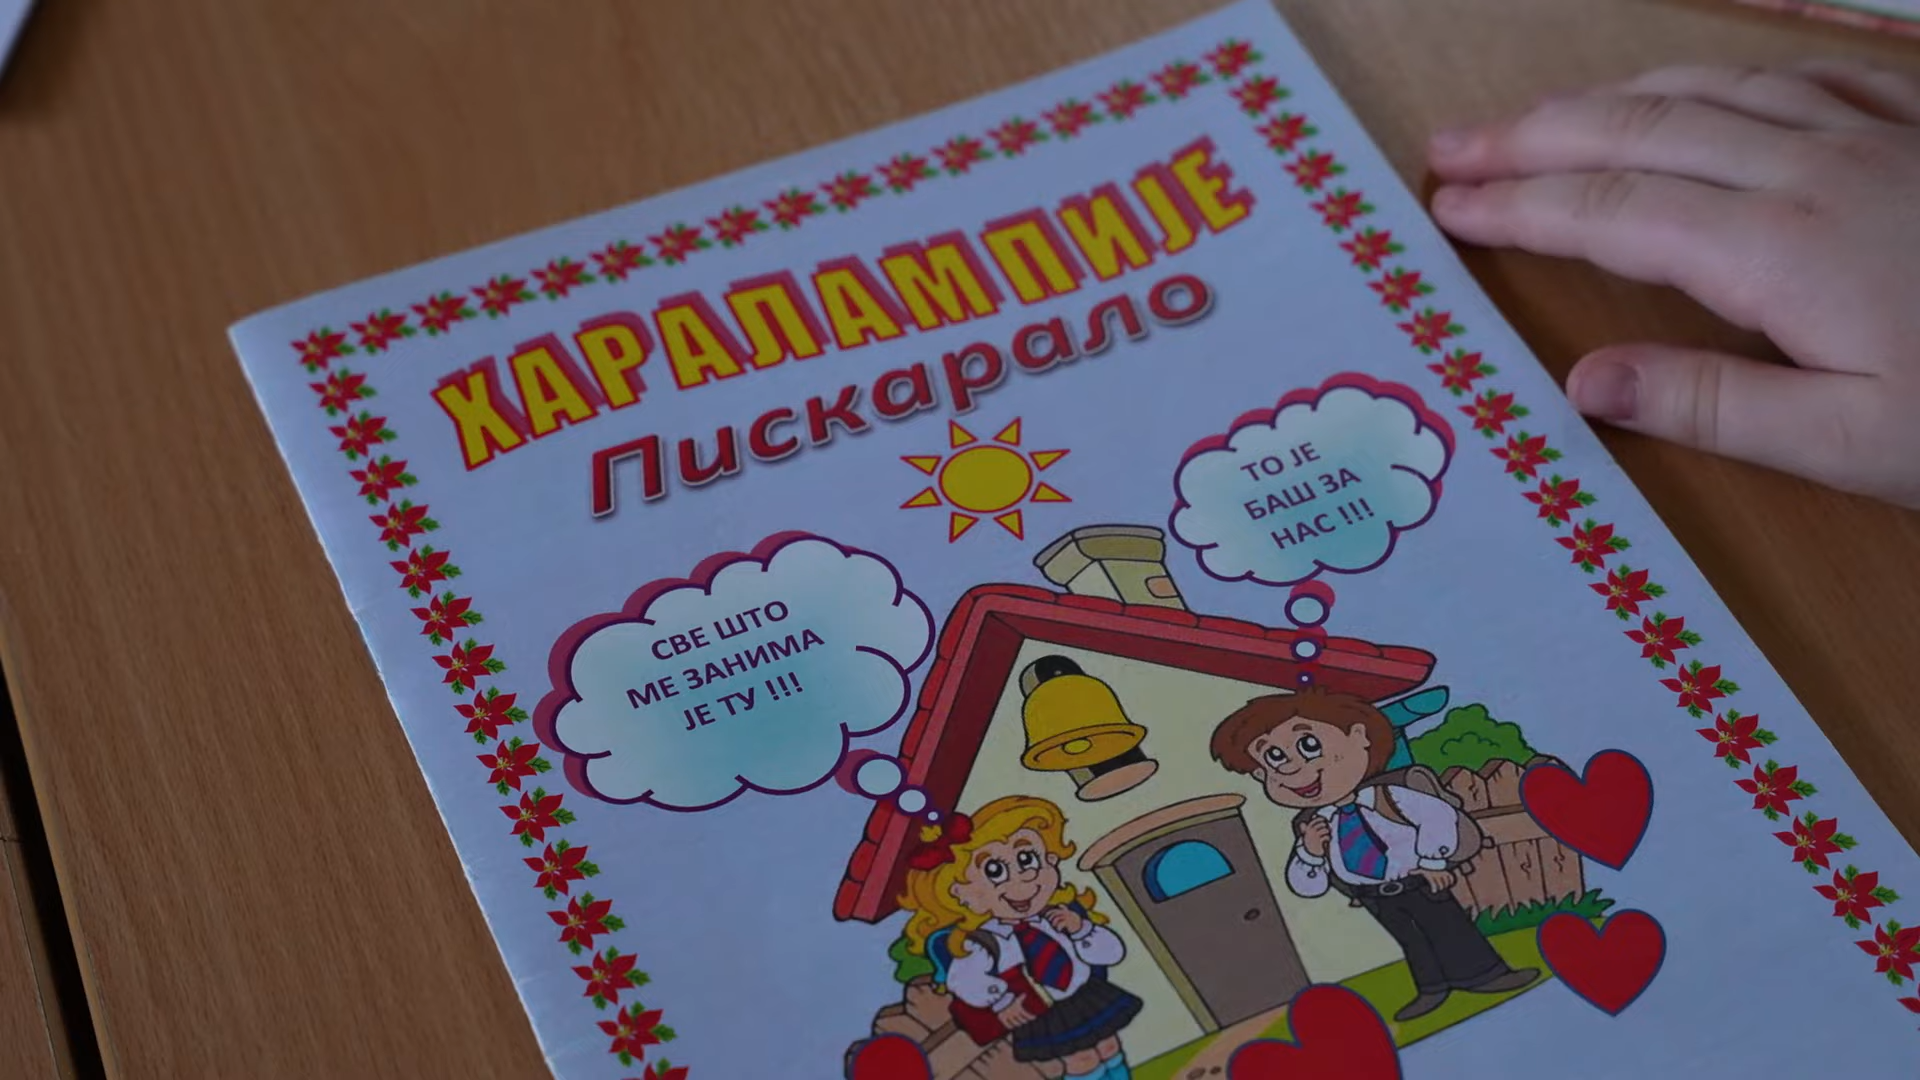 ХАРАЛАМПИЈЕ
Пискарало
ТО ЈЕ
БАШ ЗА
НАС !!!
СВЕ ШТО
МЕ ЗАНИМА
ЈЕ ТУ !!!